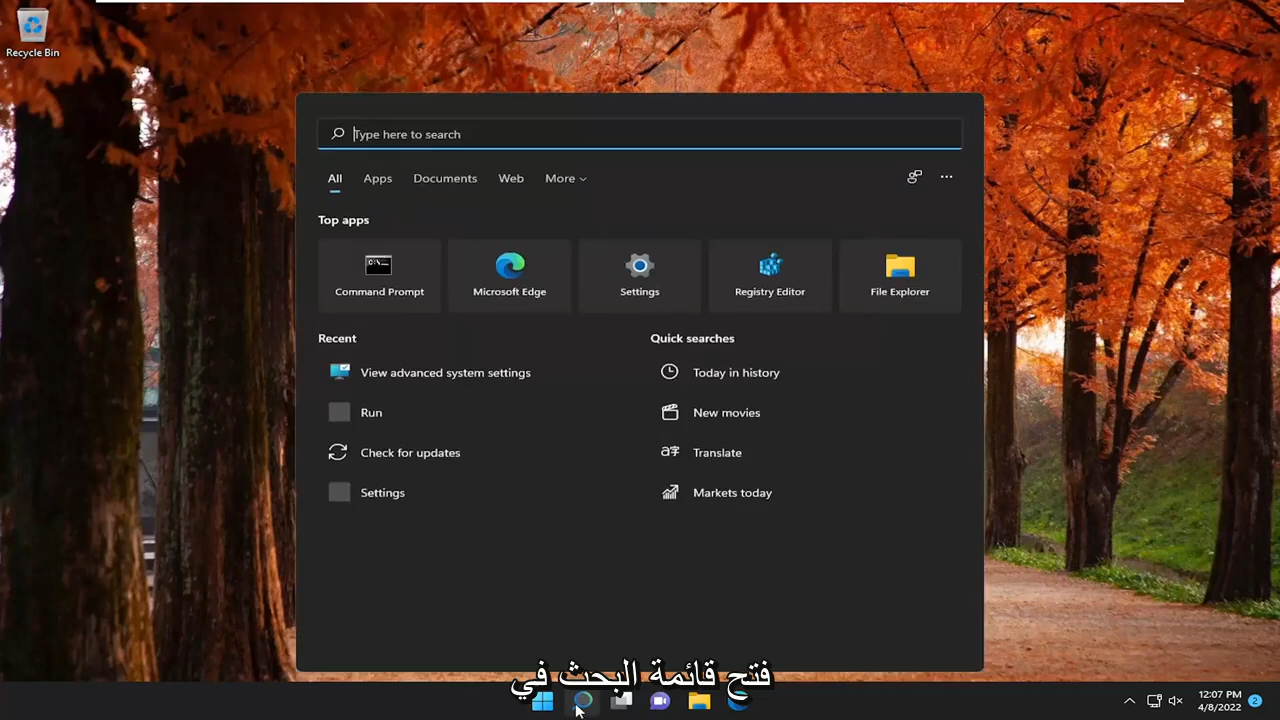 Recycle Bin
Type here to search
All Apps Documents Web More
Top apps
Command Prompt Microsoft Edge Settings Registry Editor File Explorer
Recent Quick searches
View advanced system settings Today in history
Run New movies
Check for updates Translate
Settings Markets today
فتح قائمة البحث في
12:07 PM
4/8/2022 2